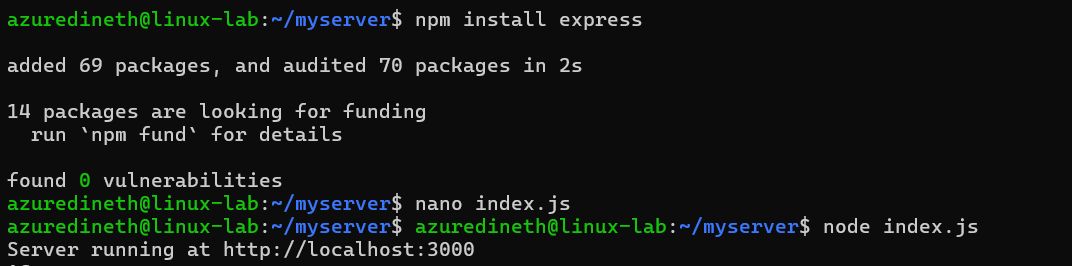 azuredineth@linux-lab:~/myserver$ npm install express
added 69 packages, and audited 70 packages in 2s
14 packages are looking for funding
  run `npm fund` for details
found 0 vulnerabilities
azuredineth@linux-lab:~/myserver$ nano index.js
azuredineth@linux-lab:~/myserver$ azuredineth@linux-lab:~/myserver$ node index.js
Server running at http://localhost:3000